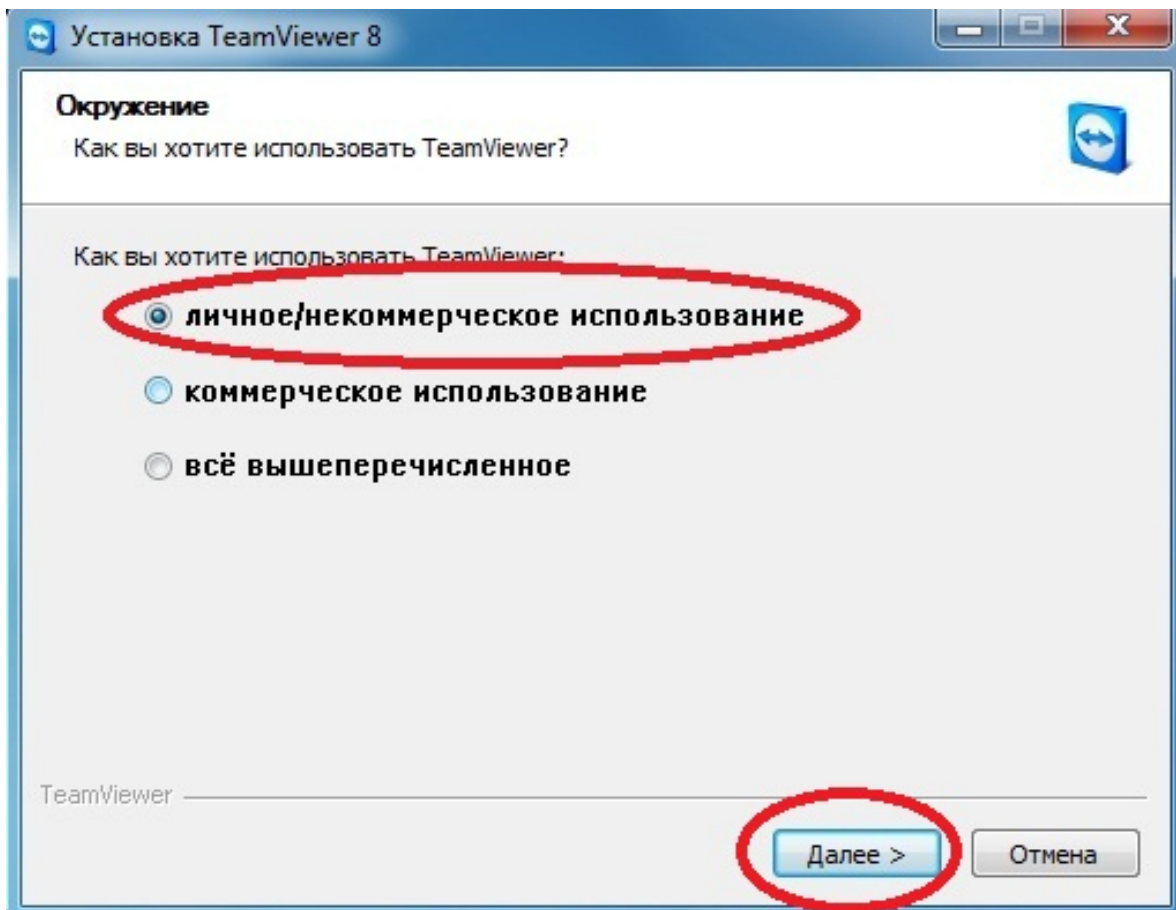 Установка TeamViewer 8
Окружение
Как вы хотите использовать TeamViewer?
Как вы хотите использовать TeamViewer:
личное/некоммерческое использование
коммерческое использование
всё вышеперечисленное
TeamViewer
Далее >
Отмена